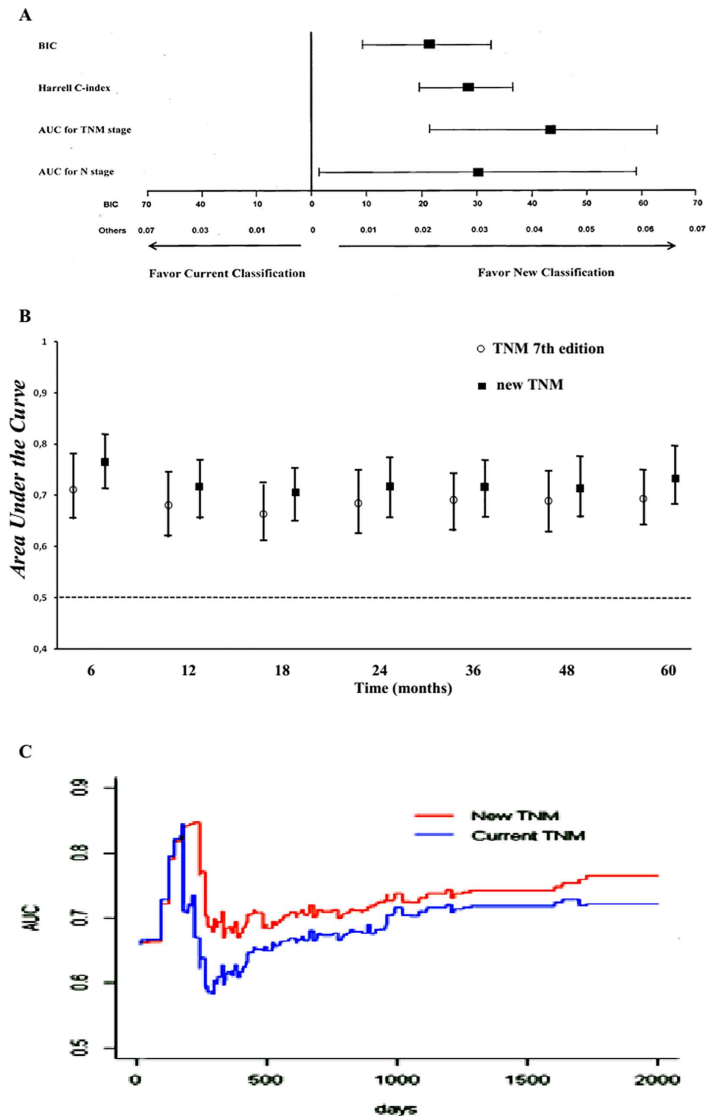 A
BIC
Harrell C-index
AUC for TNM stage
AUC for N stage
BIC 70 40 10 0 10 20 30 40 50 60 70
Others 0.07 0.03 0.01 0 0.01 0.02 0.03 0.04 0.05 0.06 0.07
Favor Current Classification Favor New Classification
B
Area Under the Curve
1
0,9
0,8
0,7
0,6
0,5
0,4
TNM 7th edition
new TNM
6 12 18 24 36 48 60
Time (months)
C
AUC
0.9
0.8
0.7
0.6
0.5
New TNM
Current TNM
0 500 1000 1500 2000
days